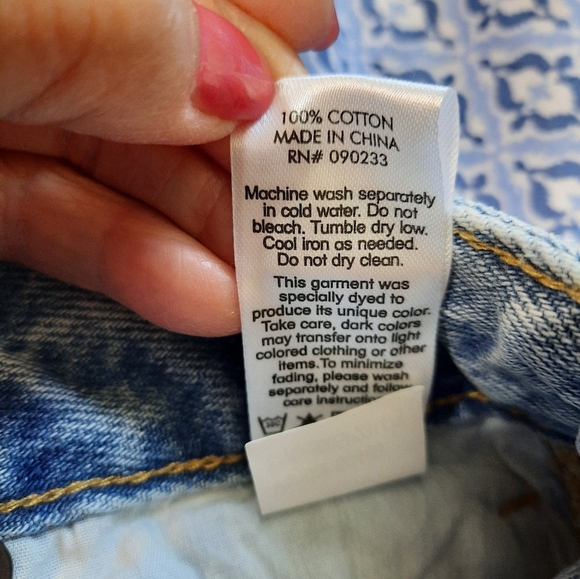 100% COTTON
MADE IN CHINA
RN# 090233
Machine wash separately
in cold water. Do not
bleach. Tumble dry low.
Cool iron as needed.
Do not dry clean.
This garment was
specially dyed to
produce its unique color.
Take care, dark colors
may transfer onto light
colored clothing or other
items.To minimize
fading, please wash
separately and follow
care instructio